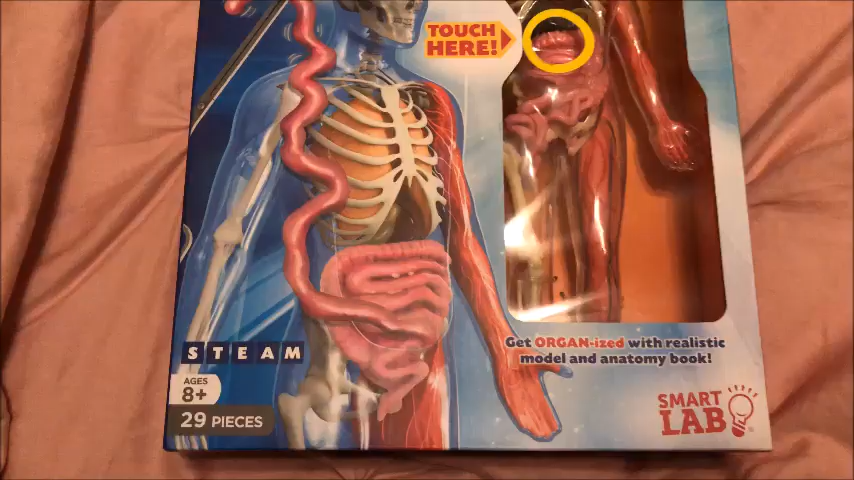 TOUCH
HERE!
Get ORGAN-ized with realistic
model and anatomy book!
STEAM
AGES
8+
29 PIECES
SMART
LAB